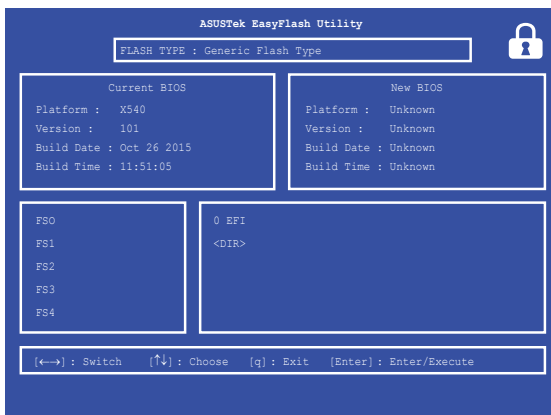 ASUSTek EasyFlash Utility
FLASH TYPE : Generic Flash Type
Current BIOS
Platform : X540
Version : 101
Build Date : Oct 26 2015
Build Time : 11:51:05
New BIOS
Platform : Unknown
Version : Unknown
Build Date : Unknown
Build Time : Unknown
FSO
FS1
FS2
FS3
FS4
0 EFI
<DIR>
[←→] : Switch [↑↓] : Choose [q] : Exit [Enter] : Enter/Execute